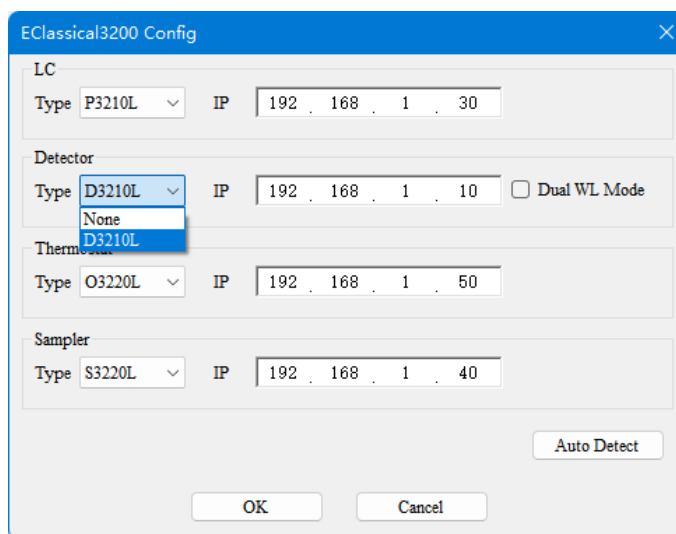 EClassical3200 Config
LC
Type P3210L IP 192 . 168 . 1 . 30
Detector
Type D3210L IP 192 . 168 . 1 . 10 Dual WL Mode
None
D3210L
Type O3220L IP 192 . 168 . 1 . 50
Sampler
Type S3220L IP 192 . 168 . 1 . 40
Auto Detect
OK Cancel